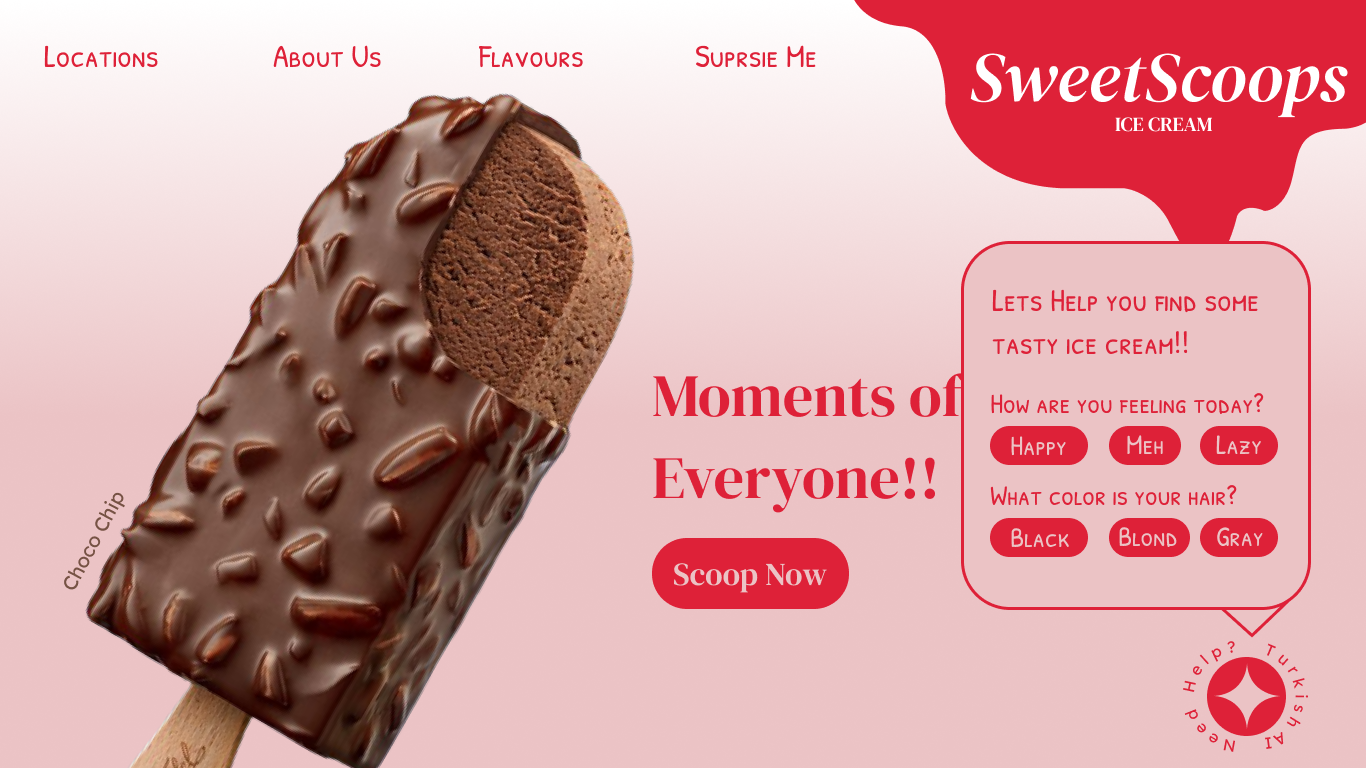 Locations
About Us
Flavours
Suprsie Me
SweetScoops
ICE CREAM
Lets Help you find some
tasty ice cream!!
How are you feeling today?
Happy
Meh
Lazy
What color is your hair?
Black
Blond
Gray
Moments of
Everyone!!
Scoop Now
Choco Chip
Need Help?
Turkish AI